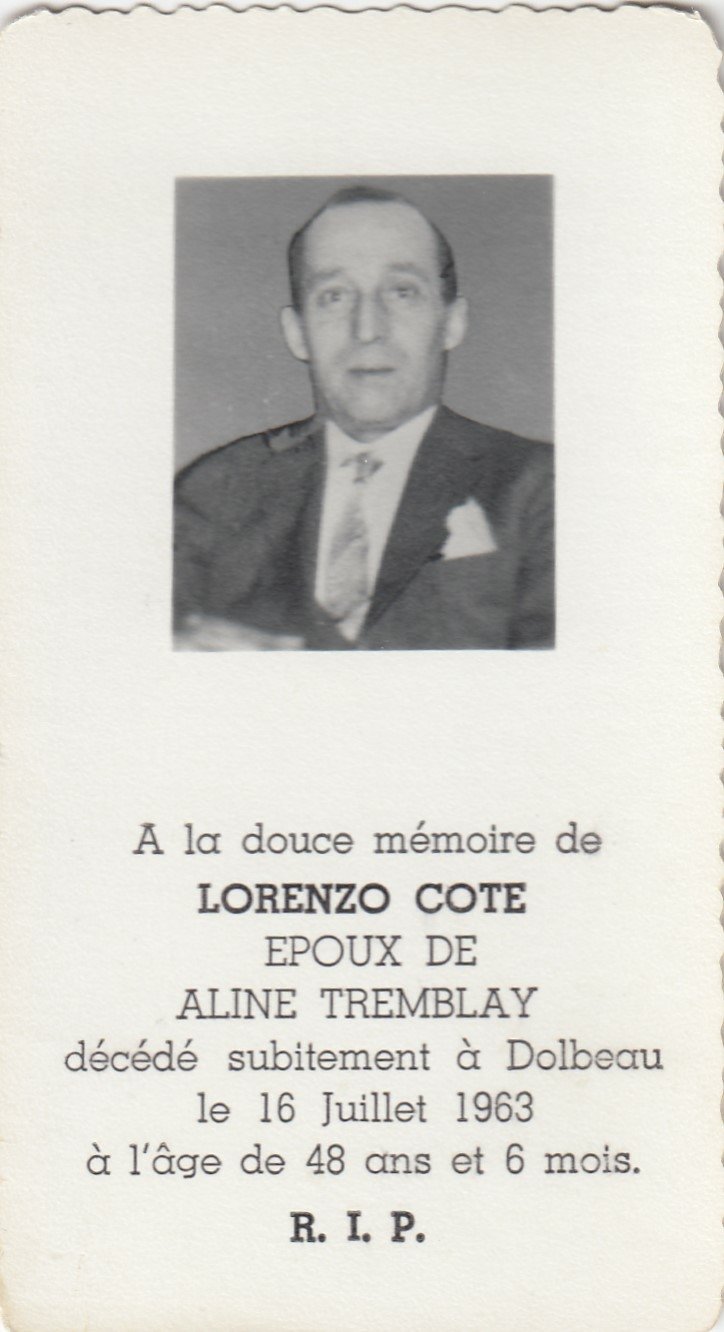 A la douce mémoire de
LORENZO COTE
EPOUX DE
ALINE TREMBLAY
décédé subitement à Dolbeau
le 16 Juillet 1963
à l'âge de 48 ans et 6 mois.
R. I. P.